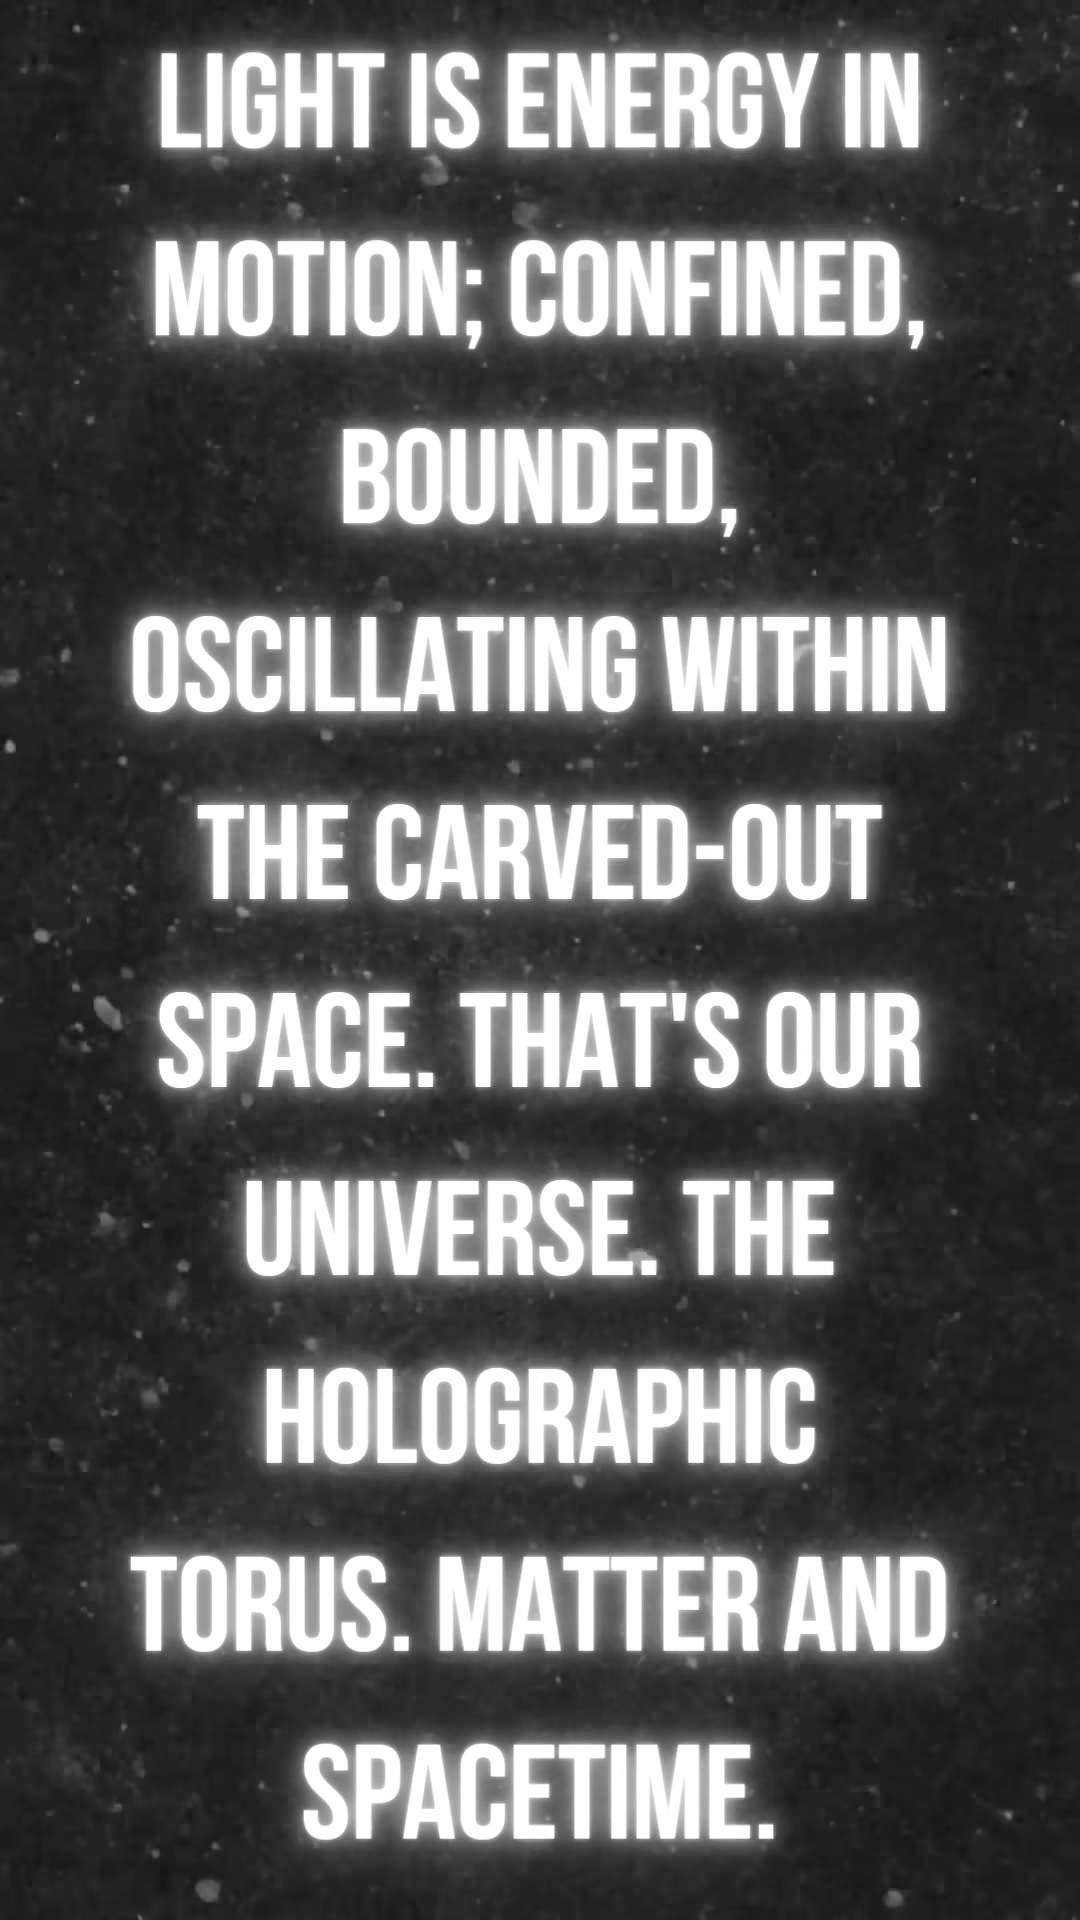 LIGHT IS ENERGY IN
MOTION; CONFINED,
BOUNDED,
OSCILLATING WITHIN
THE CARVED-OUT
SPACE. THAT'S OUR
UNIVERSE. THE
HOLOGRAPHIC
TORUS. MATTER AND
SPACETIME.